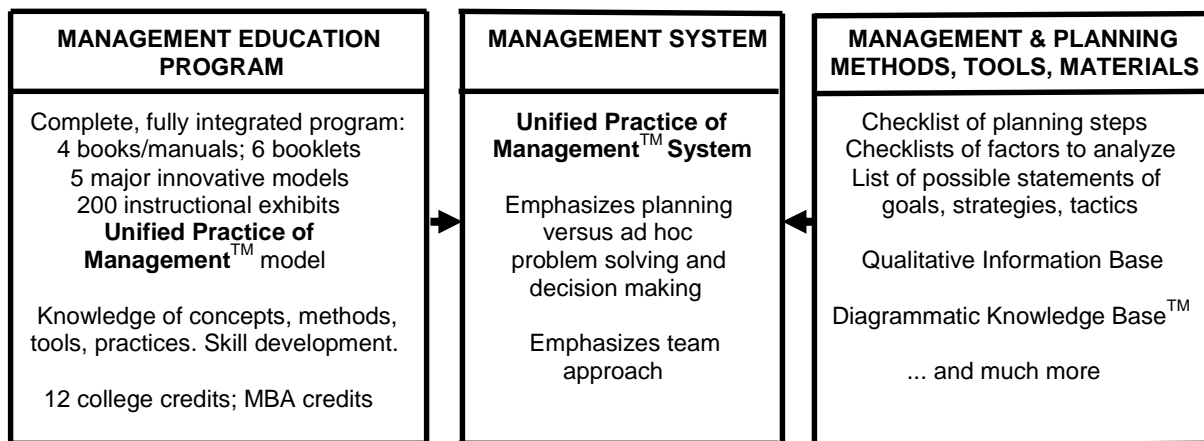 MANAGEMENT EDUCATION
PROGRAM
Complete, fully integrated program:
4 books/manuals; 6 booklets
5 major innovative models
200 instructional exhibits
Unified Practice of
Management™ model
Knowledge of concepts, methods,
tools, practices. Skill development.
12 college credits; MBA credits
MANAGEMENT SYSTEM
Unified Practice of
Management™ System
Emphasizes planning
versus ad hoc
problem solving and
decision making
Emphasizes team
approach
MANAGEMENT & PLANNING
METHODS, TOOLS, MATERIALS
Checklist of planning steps
Checklists of factors to analyze
List of possible statements of
goals, strategies, tactics
Qualitative Information Base
Diagrammatic Knowledge Base™
... and much more